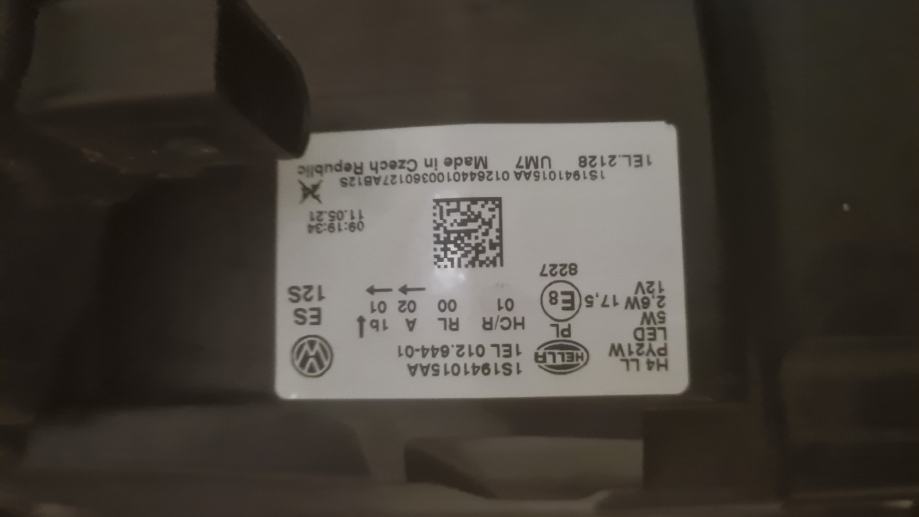 H4 LL
PY21W
LED
5W
2,6W 17,5
12V
HELLA
PL
E8
8227
1S1941015AA
1EL 012.644-01
HC/R RL A 1b
01 00 02 01
ES
12S
09:19:34
11.05.21
1S1941015AA 01264401000360127AB12S
1EL.2128 UM7 Made in Czech Republic